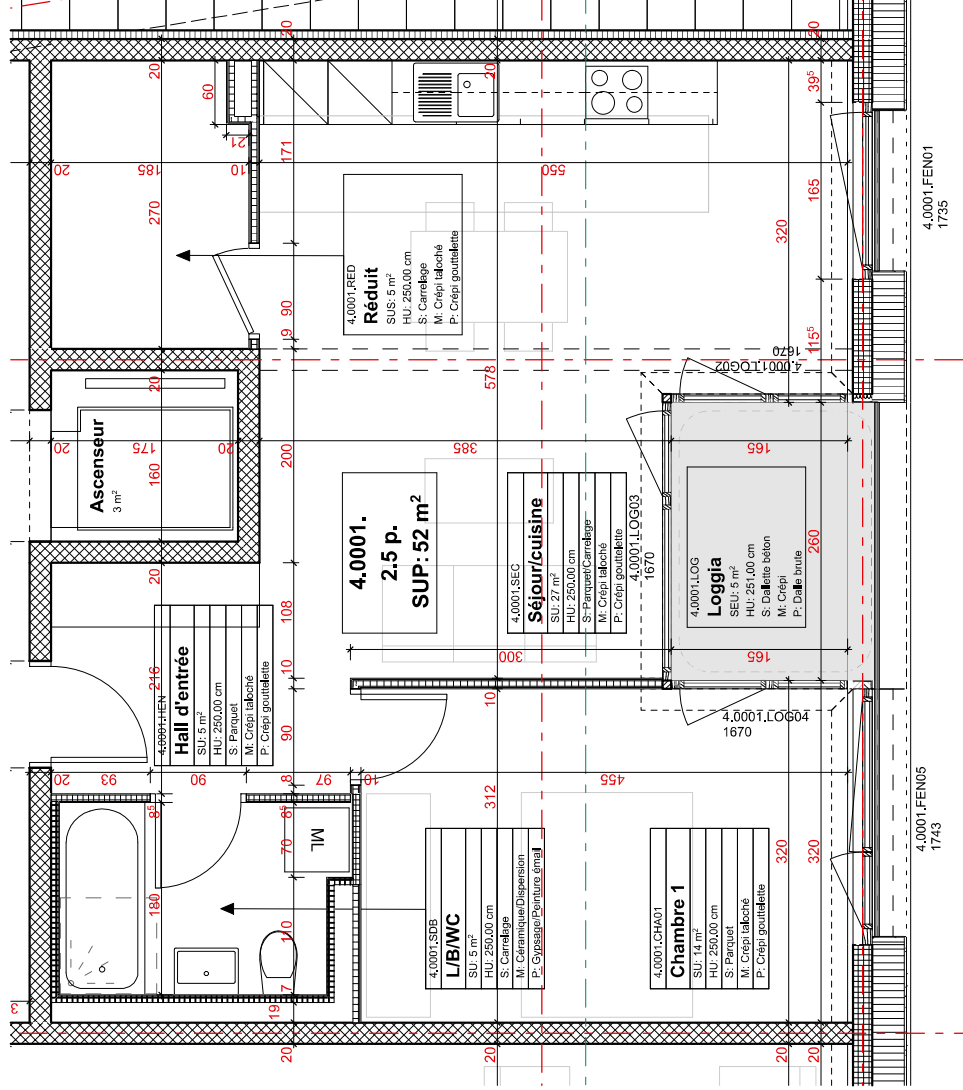 4.0001.RED
Réduit
SUS: 5 m²
HU: 250.00 cm
S: Carrelage
M: Crépi taloché
P: Crépi gouttelette
Ascenseur
3 m²
4.0001.
2.5 p.
SUP: 52 m²
4.0001.SEC
Séjour/cuisine
SU: 27 m²
HU: 250.00 cm
S: Parquet/Carrelage
M: Crépi taloché
P: Crépi gouttelette
4.0001.LOG
Loggia
SEU: 5 m²
HU: 251.00 cm
S: Dallette béton
M: Crépi
P: Dalle brute
4.0001.HEN
Hall d'entrée
SU: 5 m²
HU: 250.00 cm
S: Parquet
M: Crépi taloché
P: Crépi gouttelette
4.0001.SDB
L/B/WC
SU: 5 m²
HU: 250.00 cm
S: Carrelage
M: Céramique/Dispersion
P: Gypsage/Peinture émail
4.0001.CHA01
Chambre 1
SU: 14 m²
HU: 250.00 cm
S: Parquet
M: Crépi taloché
P: Crépi gouttelette
ML
4.0001.FEN01
1735
4.0001.LOG02
1670
4.0001.LOG03
1670
4.0001.LOG04
1670
4.0001.FEN05
1743
20
20
20
20
20
39⁵
60
21
20
185
10
171
550
165
270
320
90
9
115⁵
578
20
20
175
20
160
200
385
165
260
20
108
10
300
165
216
90
10
20
93
90
97
10
455
8
312
8⁵
8⁵
70
180
110
320
320
7
19
3
20
20
20
20